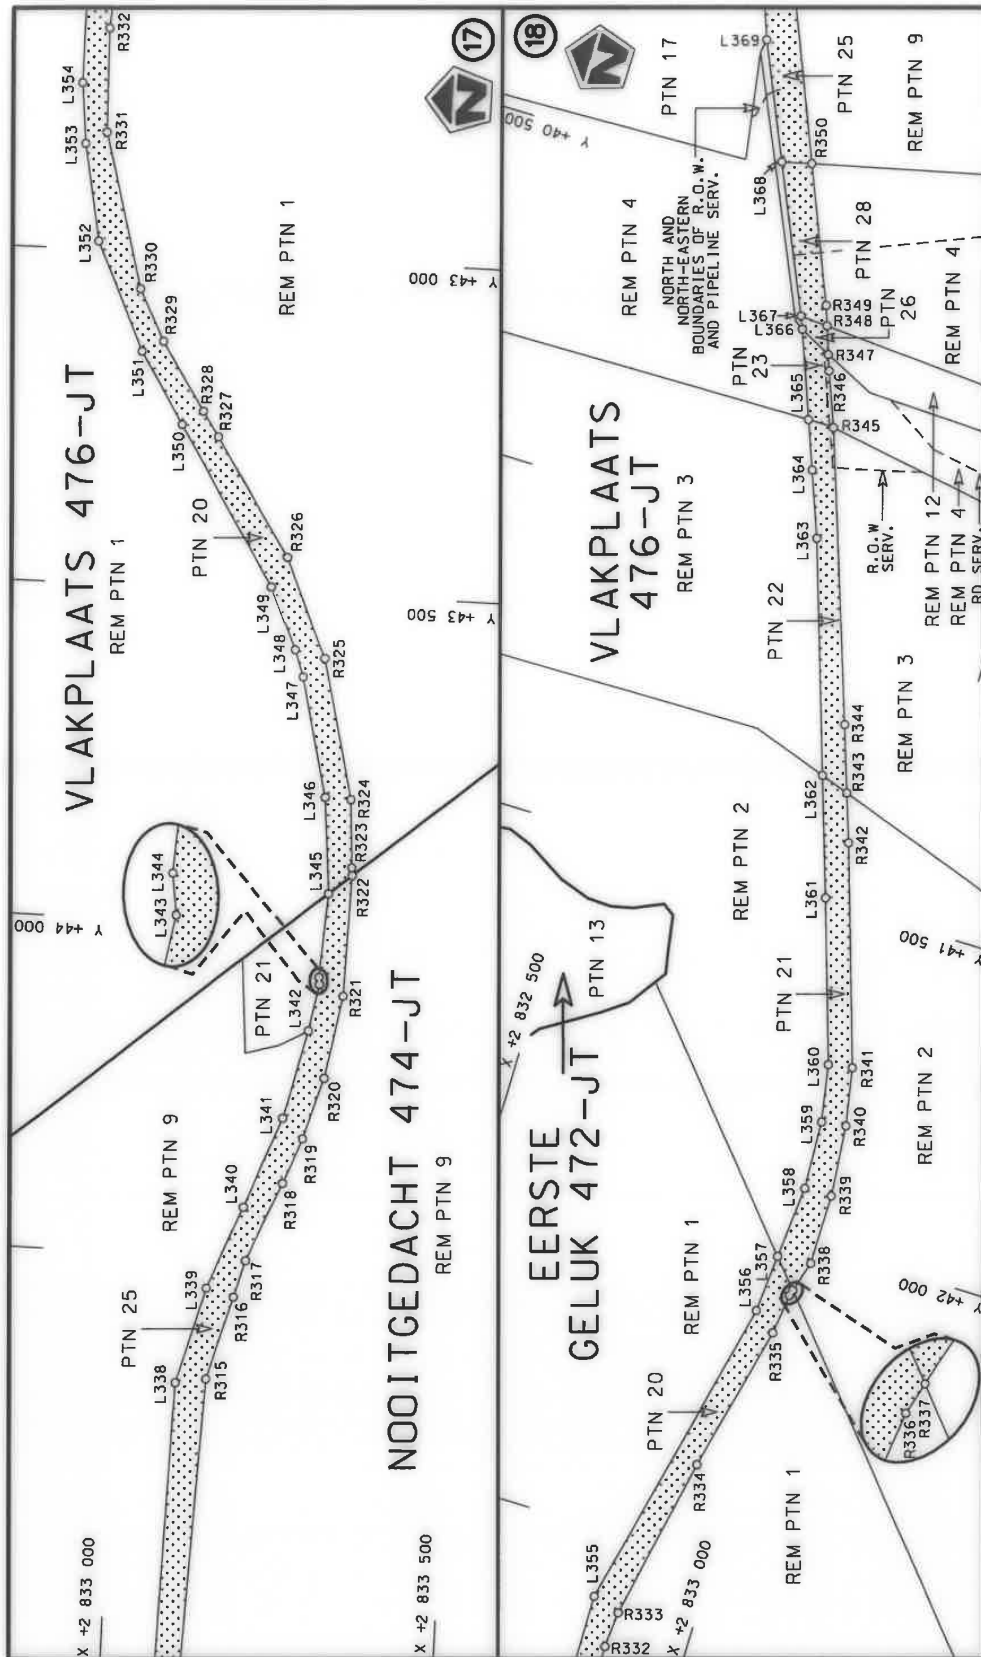 17
N
VLAKPLAATS 476-JT
REM PTN 1
PTN 20
REM PTN 1
NOOITGEDACHT 474-JT
REM PTN 9
REM PTN 9
PTN 21
PTN 25
L338
L339
L340
L341
L342
L343
L344
L345
L346
L347
L348
L349
L350
L351
L352
L353
L354
R315
R316
R317
R318
R319
R320
R321
R322
R323
R324
R325
R326
R327
R328
R329
R330
R331
R332
X +2 833 000
X +2 833 500
Y +44 000
Y +43 500
Y +43 000
18
N
EERSTE
GELUK 472-JT
PTN 13
VLAKPLAATS
476-JT
REM PTN 3
REM PTN 4
PTN 17
NORTH AND
NORTH-EASTERN
BOUNDARIES OF R.O.W.
AND PIPELINE SERV.
REM PTN 1
REM PTN 2
PTN 20
PTN 21
PTN 22
PTN
23
PTN
26
PTN 28
PTN 25
REM PTN 9
REM PTN 4
REM PTN 12
REM PTN 4
RD SERV.
R.O.W
SERV.
REM PTN 3
REM PTN 2
REM PTN 1
L355
L356
L357
L358
L359
L360
L361
L362
L363
L364
L365
L366
L367
L368
L369
R332
R333
R334
R335
R336
R337
R338
R339
R340
R341
R342
R343
R344
R345
R346
R347
R348
R349
R350
X +2 832 500
X +2 833 000
Y +42 000
Y +41 500
Y +40 500